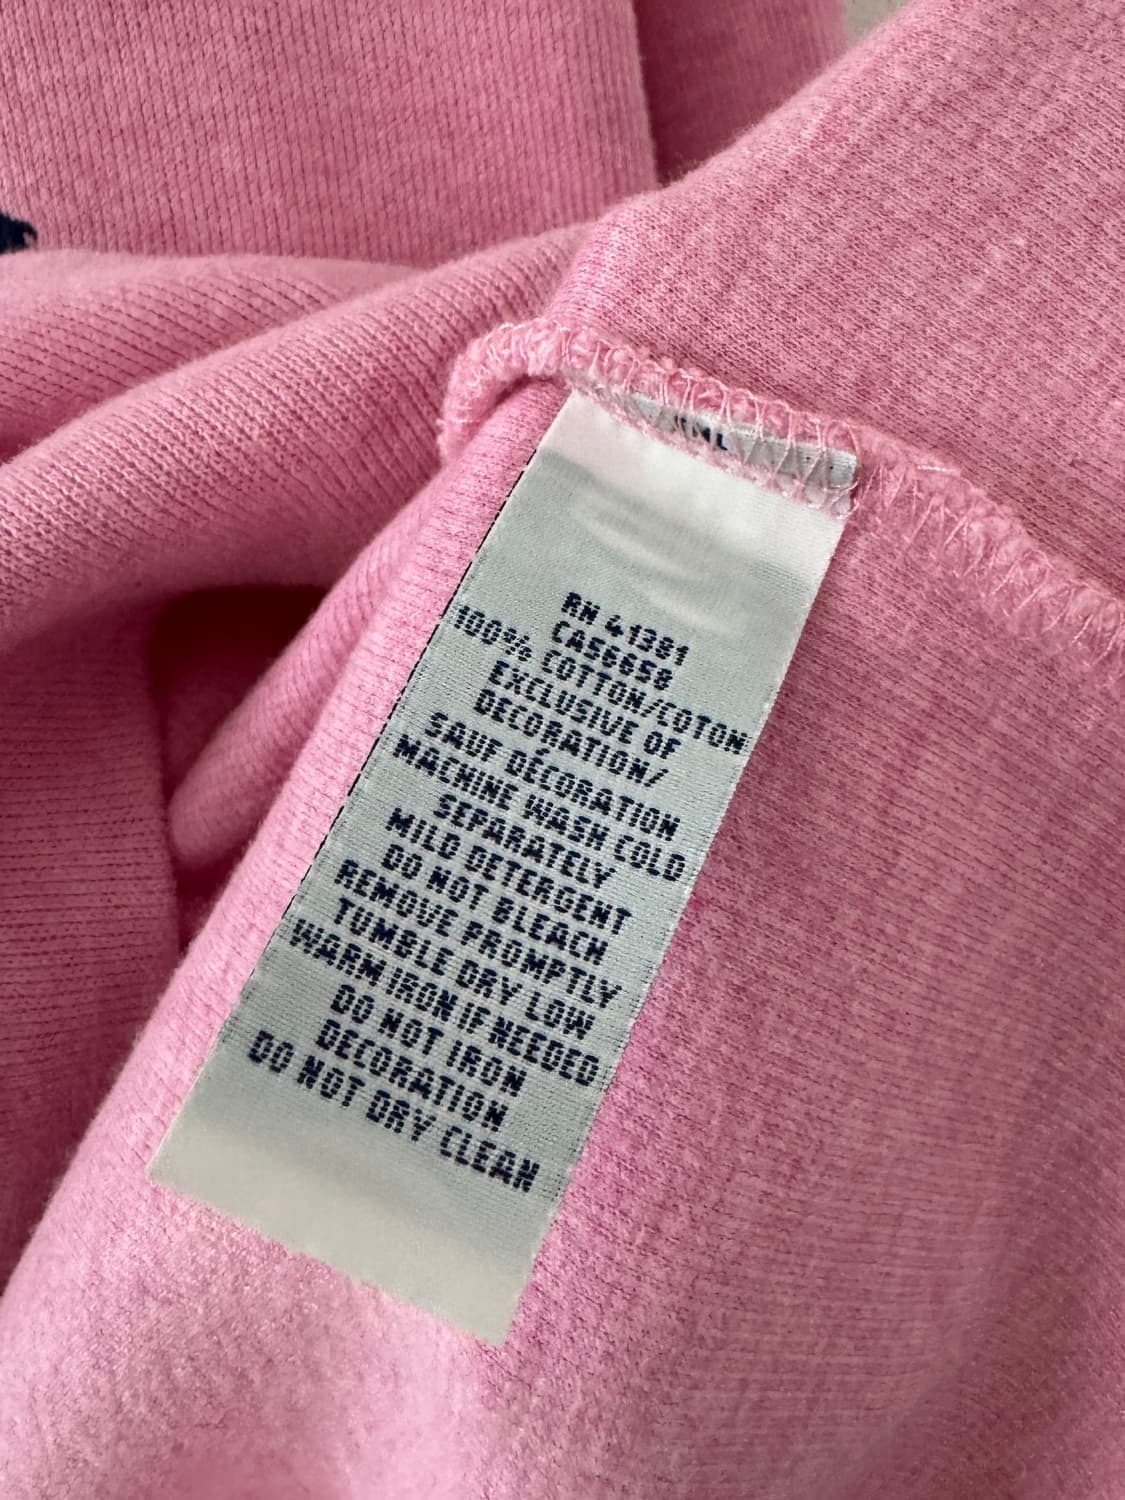 RN 41381
CA56858
100% COTTON/COTON
EXCLUSIVE OF
DECORATION/
SAUF DÉCORATION
MACHINE WASH COLD
SEPARATELY
MILD DETERGENT
DO NOT BLEACH
REMOVE PROMPTLY
TUMBLE DRY LOW
WARM IRON IF NEEDED
DO NOT IRON
DECORATION
DO NOT DRY CLEAN